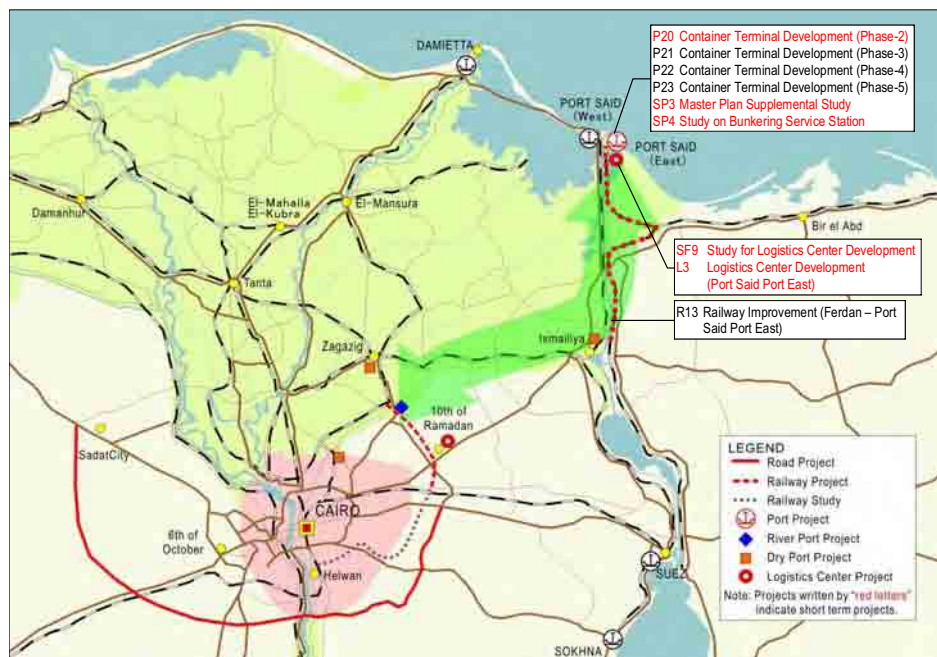 P20 Container Terminal Development (Phase-2)
P21 Container Terminal Development (Phase-3)
P22 Container Terminal Development (Phase-4)
P23 Container Terminal Development (Phase-5)
SP3 Master Plan Supplemental Study
SP4 Study on Bunkering Service Station
DAMIETTA
PORT SAID
(West)
PORT SAID
(East)
Damanhur
El-Mahalla
El-Kubra
El-Mansura
Bir el Abd
SF9 Study for Logistics Center Development
L3 Logistics Center Development
(Port Said Port East)
Tanta
R13 Railway Improvement (Ferdan – Port
Said Port East)
Zagazig
Ismailiya
10th of
Ramadan
SadatCity
CAIRO
6th of
October
Helwan
SUEZ
SOKHNA
LEGEND
Road Project
Railway Project
Railway Study
Port Project
River Port Project
Dry Port Project
Logistics Center Project
Note: Projects written by "red letters"
indicate short term projects.